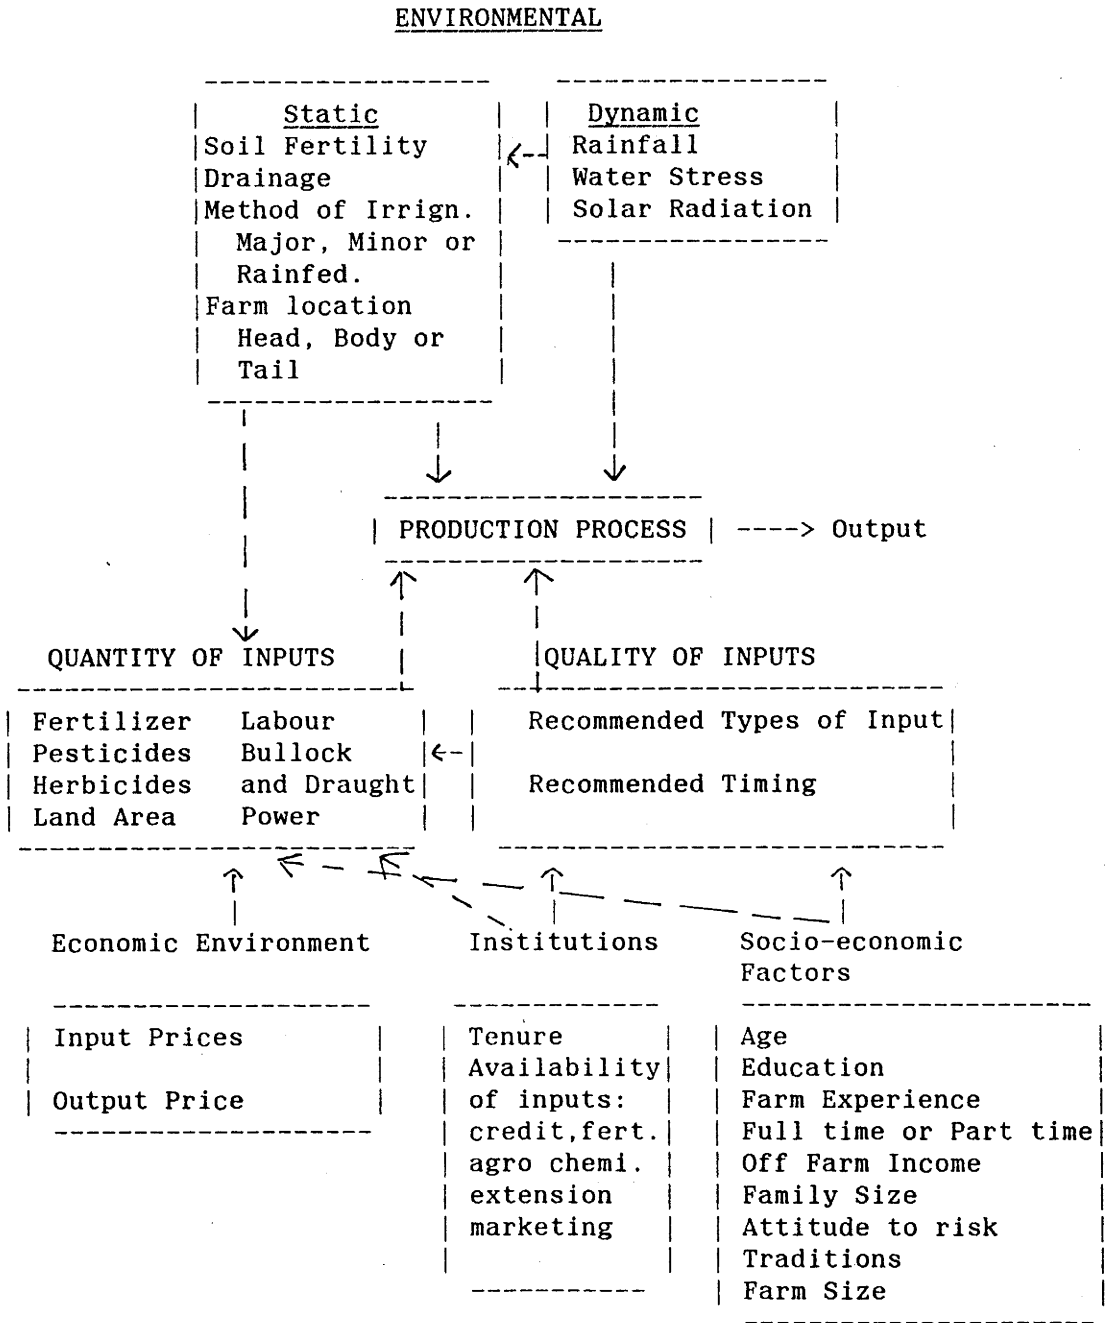 ENVIRONMENTAL
Static
Soil Fertility
Drainage
Method of Irrign.
Major, Minor or
Rainfed.
Farm location
Head, Body or
Tail
Dynamic
Rainfall
Water Stress
Solar Radiation
PRODUCTION PROCESS ----> Output
QUANTITY OF INPUTS
Fertilizer Labour
Pesticides Bullock
Herbicides and Draught
Land Area Power
QUALITY OF INPUTS
Recommended Types of Input
Recommended Timing
Economic Environment
Input Prices
Output Price
Institutions
Tenure
Availability
of inputs:
credit,fert.
agro chemi.
extension
marketing
Socio-economic
Factors
Age
Education
Farm Experience
Full time or Part time
Off Farm Income
Family Size
Attitude to risk
Traditions
Farm Size